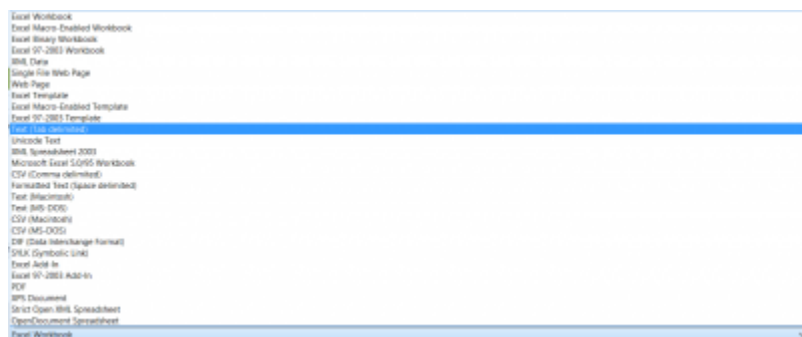 Excel Workbook
Excel Macro-Enabled Workbook
Excel Binary Workbook
Excel 97-2003 Workbook
XML Data
Single File Web Page
Web Page
Excel Template
Excel Macro-Enabled Template
Excel 97-2003 Template
Text (Tab delimited)
Unicode Text
XML Spreadsheet 2003
Microsoft Excel 5.0/95 Workbook
CSV (Comma delimited)
Formatted Text (Space delimited)
Text (Macintosh)
Text (MS-DOS)
CSV (Macintosh)
CSV (MS-DOS)
DIF (Data Interchange Format)
SYLK (Symbolic Link)
Excel Add-In
Excel 97-2003 Add-In
PDF
XPS Document
Strict Open XML Spreadsheet
OpenDocument Spreadsheet
Excel Workbook